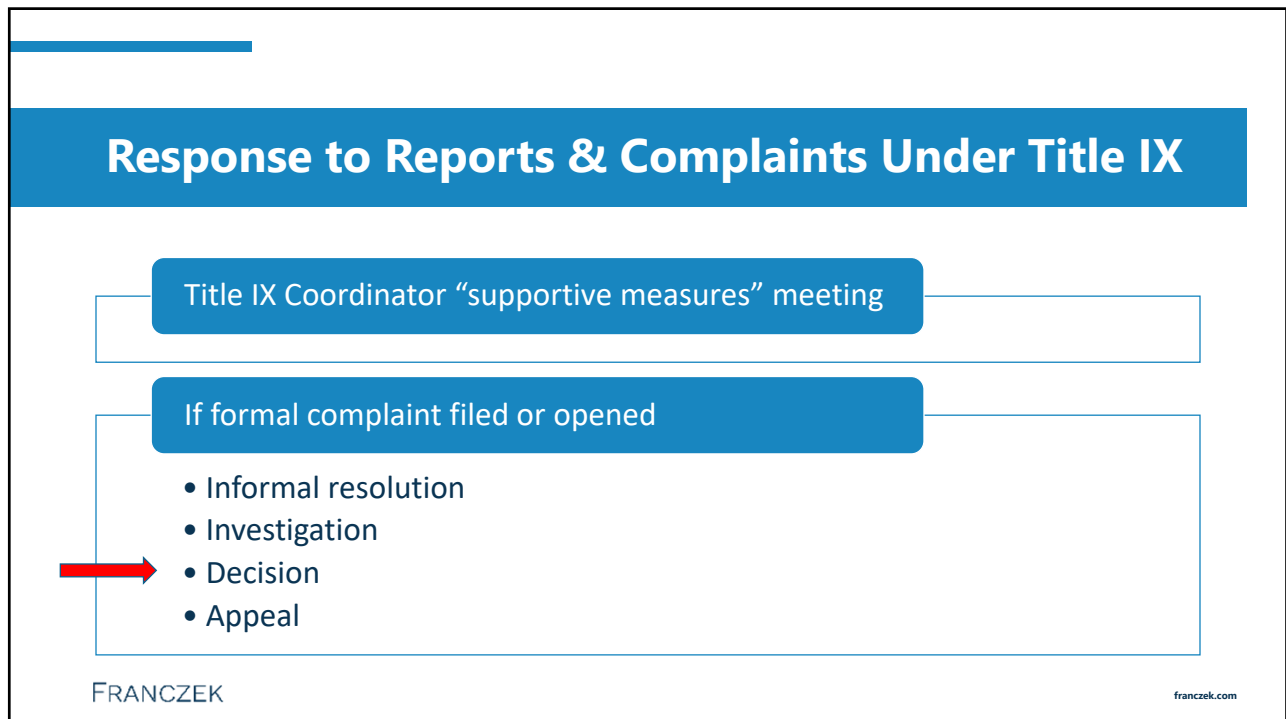 Response to Reports & Complaints Under Title IX
Title IX Coordinator “supportive measures” meeting
If formal complaint filed or opened
• Informal resolution
• Investigation
• Decision
• Appeal
FRANCZEK
franczek.com